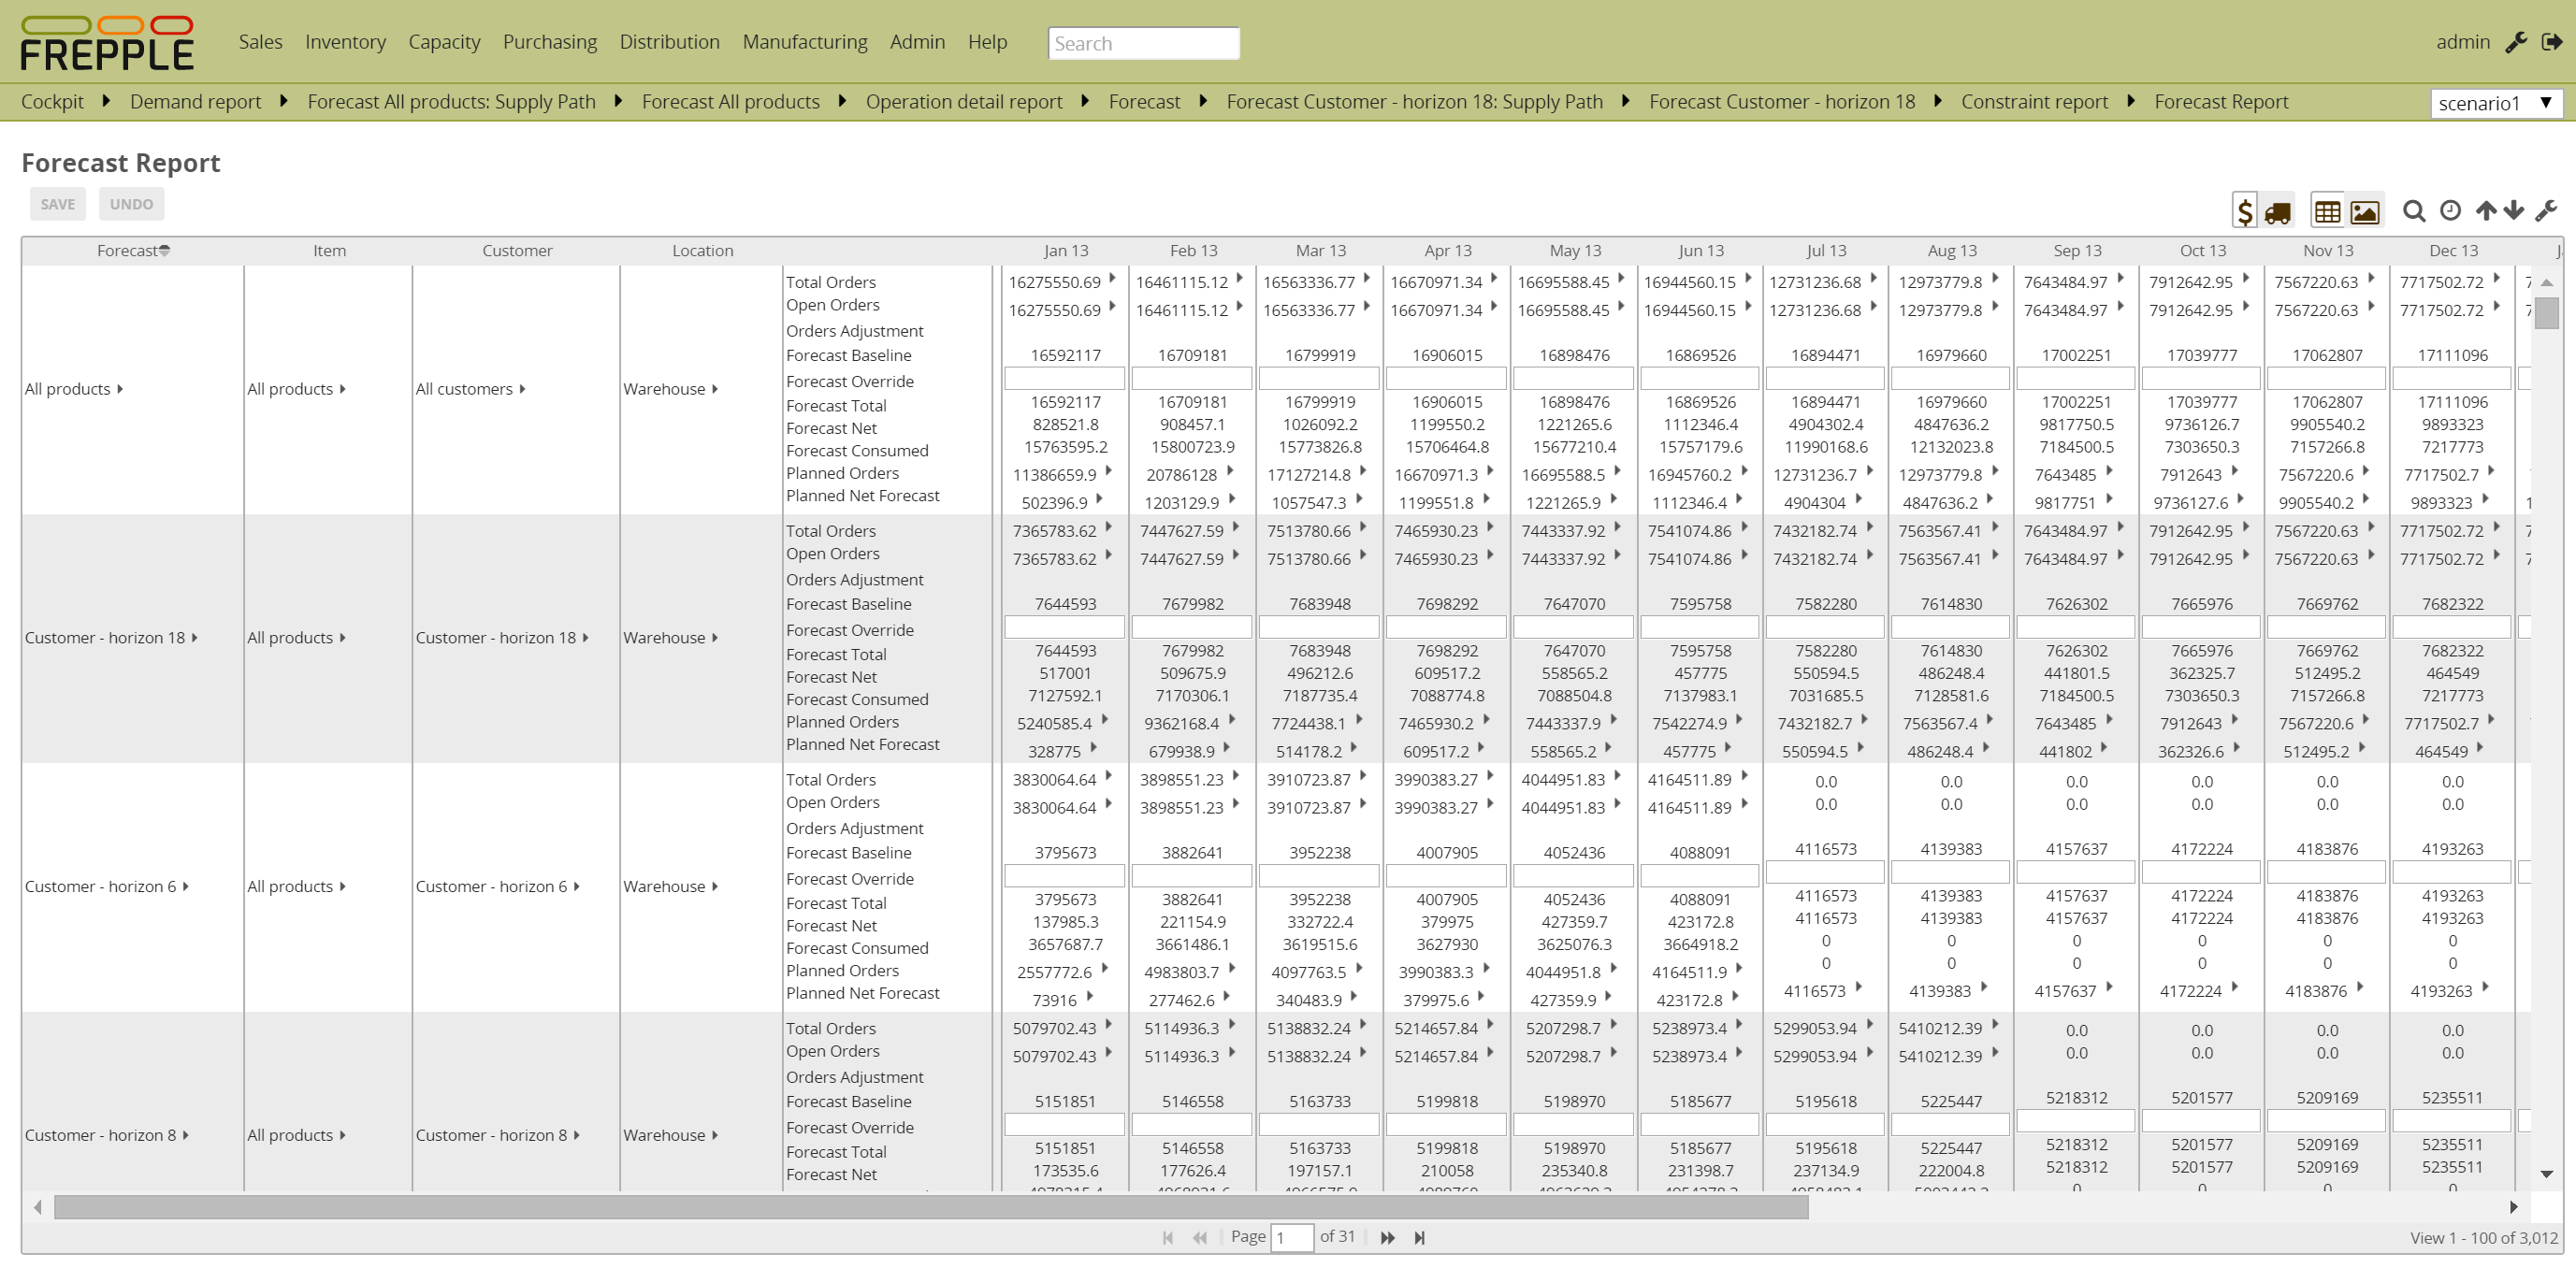 FREPPLE
Sales Inventory Capacity Purchasing Distribution Manufacturing Admin Help Search admin
Cockpit Demand report Forecast All products: Supply Path Forecast All products Operation detail report Forecast Forecast Customer - horizon 18: Supply Path Forecast Customer - horizon 18 Constraint report Forecast Report scenario1
Forecast Report
SAVE UNDO
Forecast Item Customer Location Jan 13 Feb 13 Mar 13 Apr 13 May 13 Jun 13 Jul 13 Aug 13 Sep 13 Oct 13 Nov 13 Dec 13
All products All products All customers Warehouse
Total Orders 16275550.69 16461115.12 16563336.77 16670971.34 16695588.45 16944560.15 12731236.68 12973779.8 7643484.97 7912642.95 7567220.63 7717502.72
Open Orders 16275550.69 16461115.12 16563336.77 16670971.34 16695588.45 16944560.15 12731236.68 12973779.8 7643484.97 7912642.95 7567220.63 7717502.72
Orders Adjustment
Forecast Baseline 16592117 16709181 16799919 16906015 16898476 16869526 16894471 16979660 17002251 17039777 17062807 17111096
Forecast Override
Forecast Total 16592117 16709181 16799919 16906015 16898476 16869526 16894471 16979660 17002251 17039777 17062807 17111096
Forecast Net 828521.8 908457.1 1026092.2 1199550.2 1221265.6 1112346.4 4904302.4 4847636.2 9817750.5 9736126.7 9905540.2 9893323
Forecast Consumed 15763595.2 15800723.9 15773826.8 15706464.8 15677210.4 15757179.6 11990168.6 12132023.8 7184500.5 7303650.3 7157266.8 7217773
Planned Orders 11386659.9 20786128 17127214.8 16670971.3 16695588.5 16945760.2 12731236.7 12973779.8 7643485 7912643 7567220.6 7717502.7
Planned Net Forecast 502396.9 1203129.9 1057547.3 1199551.8 1221265.9 1112346.4 4904304 4847636.2 9817751 9736127.6 9905540.2 9893323
Customer - horizon 18 All products Customer - horizon 18 Warehouse
Total Orders 7365783.62 7447627.59 7513780.66 7465930.23 7443337.92 7541074.86 7432182.74 7563567.41 7643484.97 7912642.95 7567220.63 7717502.72
Open Orders 7365783.62 7447627.59 7513780.66 7465930.23 7443337.92 7541074.86 7432182.74 7563567.41 7643484.97 7912642.95 7567220.63 7717502.72
Orders Adjustment
Forecast Baseline 7644593 7679982 7683948 7698292 7647070 7595758 7582280 7614830 7626302 7665976 7669762 7682322
Forecast Override
Forecast Total 7644593 7679982 7683948 7698292 7647070 7595758 7582280 7614830 7626302 7665976 7669762 7682322
Forecast Net 517001 509675.9 496212.6 609517.2 558565.2 457775 550594.5 486248.4 441801.5 362325.7 512495.2 464549
Forecast Consumed 7127592.1 7170306.1 7187735.4 7088774.8 7088504.8 7137983.1 7031685.5 7128581.6 7184500.5 7303650.3 7157266.8 7217773
Planned Orders 5240585.4 9362168.4 7724438.1 7465930.2 7443337.9 7542274.9 7432182.7 7563567.4 7643485 7912643 7567220.6 7717502.7
Planned Net Forecast 328775 679938.9 514178.2 609517.2 558565.2 457775 550594.5 486248.4 441802 362326.6 512495.2 464549
Customer - horizon 6 All products Customer - horizon 6 Warehouse
Total Orders 3830064.64 3898551.23 3910723.87 3990383.27 4044951.83 4164511.89 0.0 0.0 0.0 0.0 0.0 0.0
Open Orders 3830064.64 3898551.23 3910723.87 3990383.27 4044951.83 4164511.89 0.0 0.0 0.0 0.0 0.0 0.0
Orders Adjustment
Forecast Baseline 3795673 3882641 3952238 4007905 4052436 4088091 4116573 4139383 4157637 4172224 4183876 4193263
Forecast Override
Forecast Total 3795673 3882641 3952238 4007905 4052436 4088091 4116573 4139383 4157637 4172224 4183876 4193263
Forecast Net 137985.3 221154.9 332722.4 379975 427359.7 423172.8 4116573 4139383 4157637 4172224 4183876 4193263
Forecast Consumed 3657687.7 3661486.1 3619515.6 3627930 3625076.3 3664918.2 0 0 0 0 0 0
Planned Orders 2557772.6 4983803.7 4097763.5 3990383.3 4044951.8 4164511.9 0 0 0 0 0 0
Planned Net Forecast 73916 277462.6 340483.9 379975.6 427359.9 423172.8 4116573 4139383 4157637 4172224 4183876 4193263
Customer - horizon 8 All products Customer - horizon 8 Warehouse
Total Orders 5079702.43 5114936.3 5138832.24 5214657.84 5207298.7 5238973.4 5299053.94 5410212.39 0.0 0.0 0.0 0.0
Open Orders 5079702.43 5114936.3 5138832.24 5214657.84 5207298.7 5238973.4 5299053.94 5410212.39 0.0 0.0 0.0 0.0
Orders Adjustment
Forecast Baseline 5151851 5146558 5163733 5199818 5198970 5185677 5195618 5225447 5218312 5201577 5209169 5235511
Forecast Override
Forecast Total 5151851 5146558 5163733 5199818 5198970 5185677 5195618 5225447 5218312 5201577 5209169 5235511
Forecast Net 173535.6 177626.4 197157.1 210058 235340.8 231398.7 237134.9 222004.8 5218312 5201577 5209169 5235511
Page 1 of 31 View 1 - 100 of 3,012